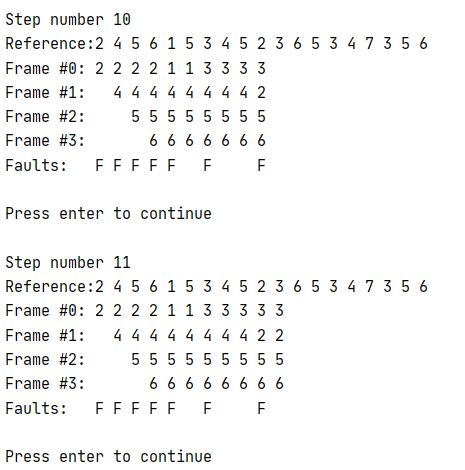 Step number 10
Reference:2 4 5 6 1 5 3 4 5 2 3 6 5 3 4 7 3 5 6
Frame #0: 2 2 2 2 1 1 3 3 3 3
Frame #1:   4 4 4 4 4 4 4 4 2
Frame #2:     5 5 5 5 5 5 5 5
Frame #3:       6 6 6 6 6 6 6
Faults:   F F F F F   F     F
Press enter to continue
Step number 11
Reference:2 4 5 6 1 5 3 4 5 2 3 6 5 3 4 7 3 5 6
Frame #0: 2 2 2 2 1 1 3 3 3 3 3
Frame #1:   4 4 4 4 4 4 4 4 2 2
Frame #2:     5 5 5 5 5 5 5 5 5
Frame #3:       6 6 6 6 6 6 6 6
Faults:   F F F F F   F     F
Press enter to continue